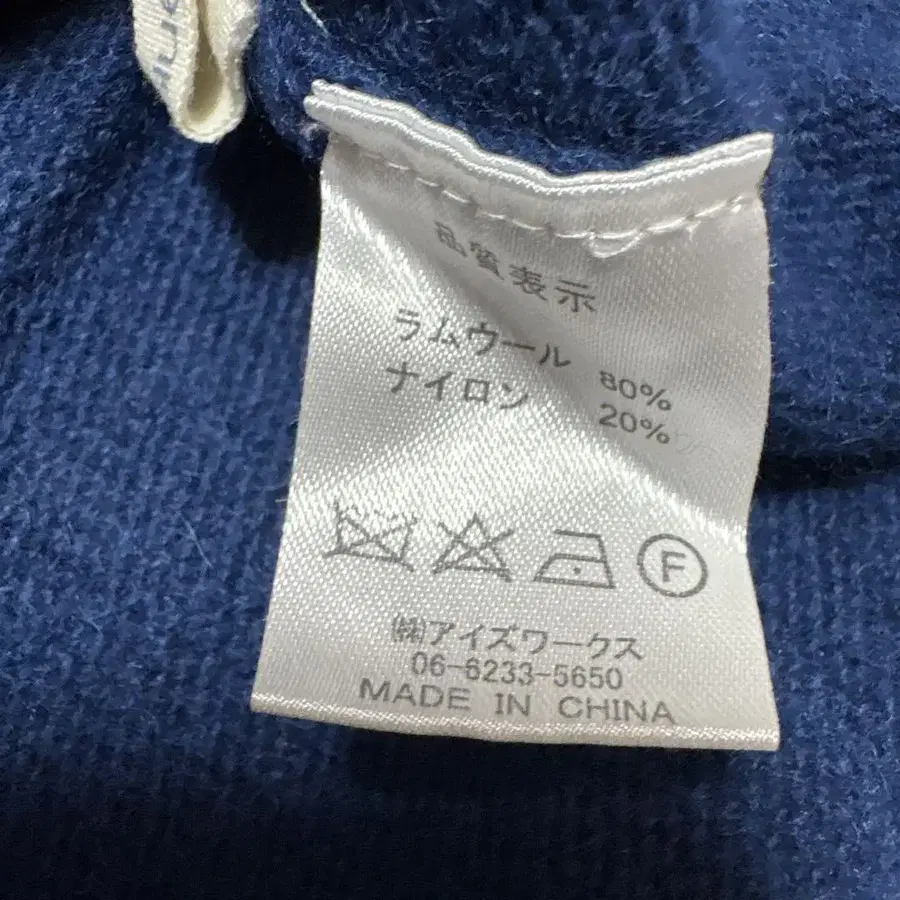 品質表示
ラムウール 80%
ナイロン 20%
F
㈱アイズワークス
06-6233-5650
MADE IN CHINA